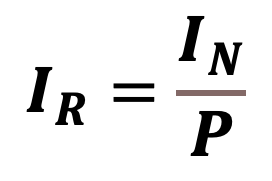 I_R = I_N / P